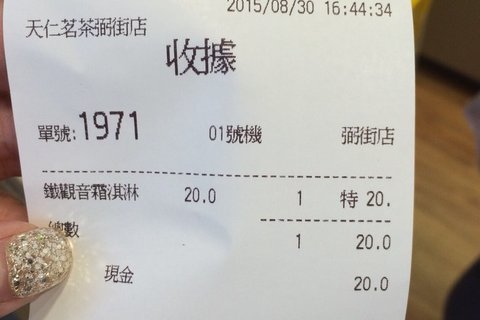 2015/08/30 16:44:34
天仁茗茶弼街店
收據
單號:1971 01號機 弼街店
鐵觀音霜淇淋 20.0 1 特 20.
總數
1 20.0
現金 20.0